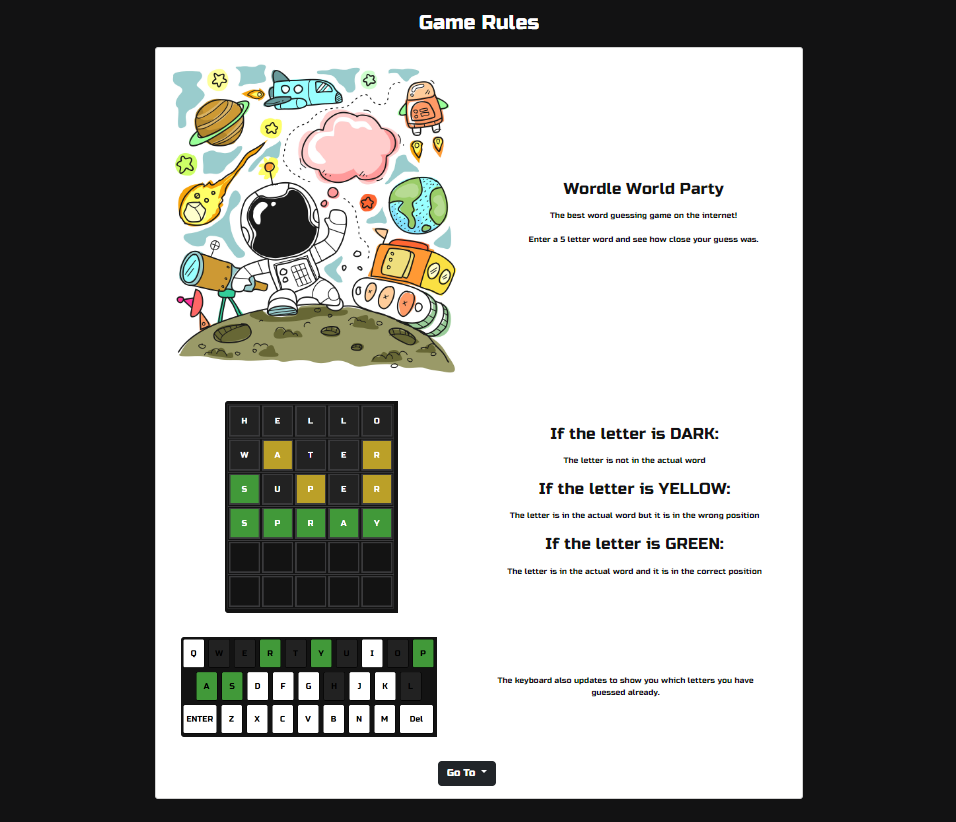 Game Rules
Wordle World Party
The best word guessing game on the internet!
Enter a 5 letter word and see how close your guess was.
H E L L O
W A T E R
S U P E R
S P R A Y
If the letter is DARK:
The letter is not in the actual word
If the letter is YELLOW:
The letter is in the actual word but it is in the wrong position
If the letter is GREEN:
The letter is in the actual word and it is in the correct position
Q W E R T Y U I O P
A S D F G H J K L
ENTER Z X C V B N M Del
The keyboard also updates to show you which letters you have
guessed already.
Go To